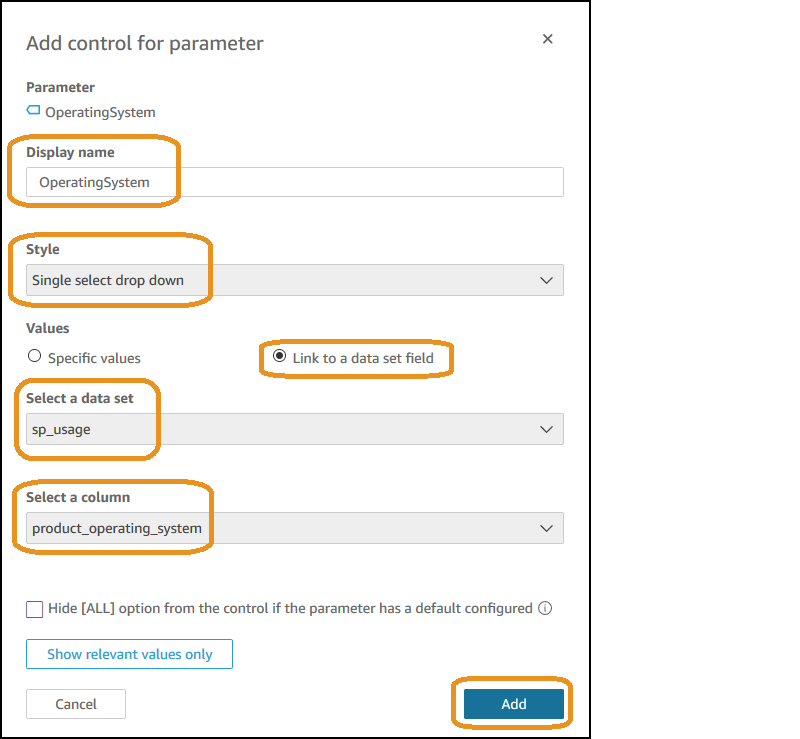 Add control for parameter
Parameter
OperatingSystem
Display name
OperatingSystem
Style
Single select drop down
Values
Specific values
Link to a data set field
Select a data set
sp_usage
Select a column
product_operating_system
Hide [ALL] option from the control if the parameter has a default configured
Show relevant values only
Cancel
Add